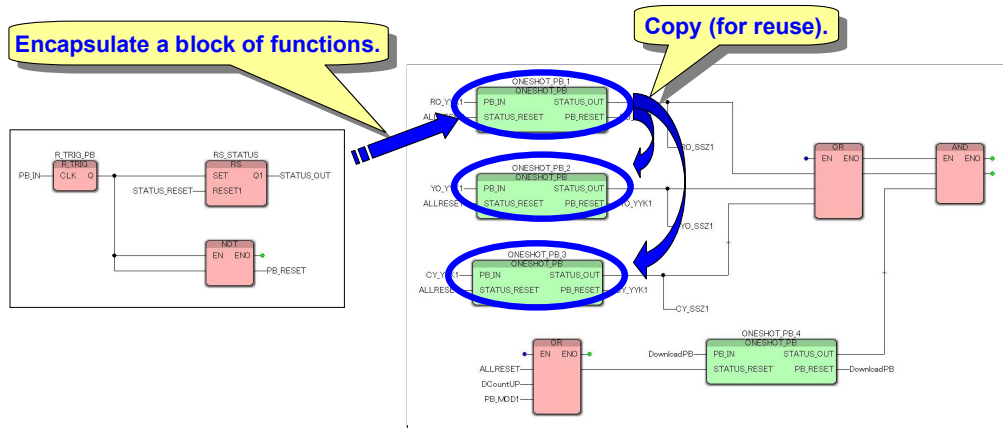 Encapsulate a block of functions.
Copy (for reuse).
R_TRIG_PB
R_TRIG
PB_IN
CLK Q
RS_STATUS
RS
SET Q1
STATUS_OUT
STATUS_RESET
RESET1
NOT
EN ENO
PB_RESET
ONESHOT_PB_1
ONESHOT_PB
PB_IN STATUS_OUT
ALLRESET
STATUS_RESET PB_RESET
RO_SSZ1
ONESHOT_PB_2
ONESHOT_PB
YO_YYK1
PB_IN STATUS_OUT
ALLRESET
STATUS_RESET PB_RESET
YO_YYK1
YO_SSZ1
ONESHOT_PB_3
ONESHOT_PB
CY_YYK1
PB_IN STATUS_OUT
ALLRESET
STATUS_RESET PB_RESET
CY_YYK1
CY_SSZ1
OR
EN ENO
AND
EN ENO
OR
EN ENO
ALLRESET
DCountUP
PB_MOD1
ONESHOT_PB_4
ONESHOT_PB
DownloadPB
PB_IN STATUS_OUT
STATUS_RESET PB_RESET
DownloadPB